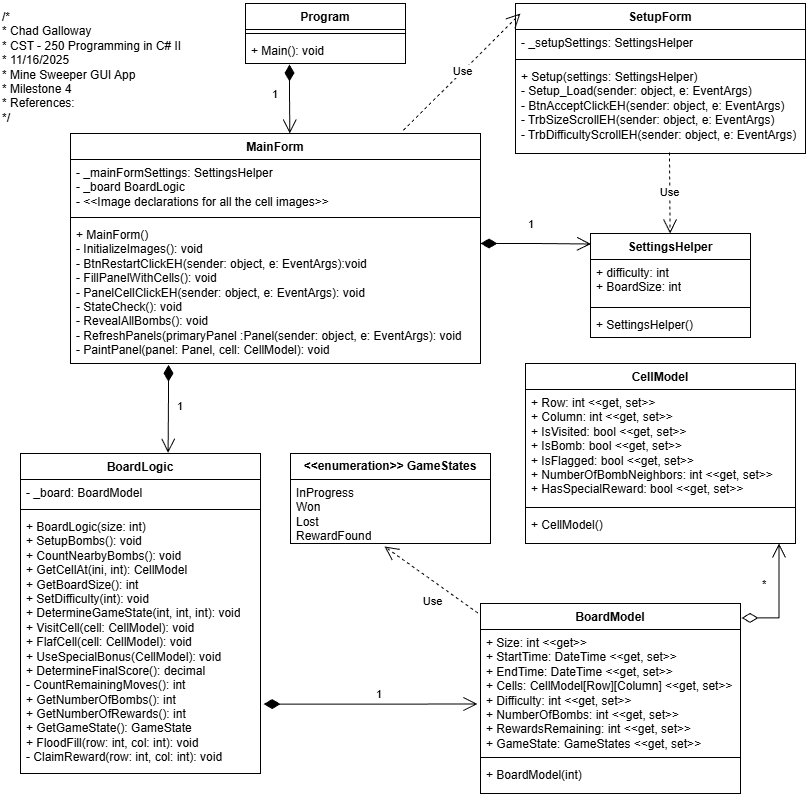 /*
* Chad Galloway
* CST - 250 Programming in C# II
* 11/16/2025
* Mine Sweeper GUI App
* Milestone 4
* References:
*/
Program
+ Main(): void
1
Use
SetupForm
- _setupSettings: SettingsHelper
+ Setup(settings: SettingsHelper)
- Setup_Load(sender: object, e: EventArgs)
- BtnAcceptClickEH(sender: object, e: EventArgs)
- TrbSizeScrollEH(sender: object, e: EventArgs)
- TrbDifficultyScrollEH(sender: object, e: EventArgs)
Use
MainForm
- _mainFormSettings: SettingsHelper
- _board BoardLogic
- <<Image declarations for all the cell images>>
+ MainForm()
- InitializeImages(): void
- BtnRestartClickEH(sender: object, e: EventArgs):void
- FillPanelWithCells(): void
- PanelCellClickEH(sender: object, e: EventArgs): void
- StateCheck(): void
- RevealAllBombs(): void
- RefreshPanels(primaryPanel :Panel(sender: object, e: EventArgs): void
- PaintPanel(panel: Panel, cell: CellModel): void
1
SettingsHelper
+ difficulty: int
+ BoardSize: int
+ SettingsHelper()
1
CellModel
+ Row: int <<get, set>>
+ Column: int <<get, set>>
+ IsVisited: bool <<get, set>>
+ IsBomb: bool <<get, set>>
+ IsFlagged: bool <<get, set>>
+ NumberOfBombNeighbors: int <<get, set>>
+ HasSpecialReward: bool <<get, set>>
+ CellModel()
BoardLogic
- _board: BoardModel
+ BoardLogic(size: int)
+ SetupBombs(): void
+ CountNearbyBombs(): void
+ GetCellAt(ini, int): CellModel
+ GetBoardSize(): int
+ SetDifficulty(int): void
+ DetermineGameState(int, int, int): void
+ VisitCell(cell: CellModel): void
+ FlafCell(cell: CellModel): void
+ UseSpecialBonus(CellModel): void
+ DetermineFinalScore(): decimal
- CountRemainingMoves(): int
+ GetNumberOfBombs(): int
+ GetNumberOfRewards(): int
+ GetGameState(): GameState
+ FloodFill(row: int, col: int): void
- ClaimReward(row: int, col: int): void
<<enumeration>> GameStates
InProgress
Won
Lost
RewardFound
Use
*
1
BoardModel
+ Size: int <<get>>
+ StartTime: DateTime <<get, set>>
+ EndTime: DateTime <<get, set>>
+ Cells: CellModel[Row][Column] <<get, set>>
+ Difficulty: int <<get, set>>
+ NumberOfBombs: int <<get, set>>
+ RewardsRemaining: int <<get, set>>
+ GameState: GameStates <<get, set>>
+ BoardModel(int)